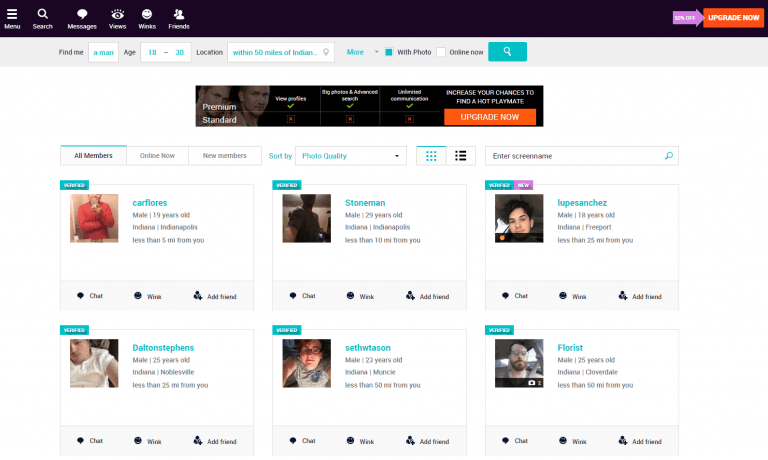 50% OFF
UPGRADE NOW
Menu
Search
Messages
Views
Winks
Friends
Find me
a man
Age
18 – 30
Location
within 50 miles of Indian...
More
With Photo
Online now
View profiles
Big photos & Advanced
search
Unlimited
communication
INCREASE YOUR CHANCES TO
FIND A HOT PLAYMATE
Premium
Standard
UPGRADE NOW
All Members
Online Now
New members
Sort by
Photo Quality
Enter screenname
VERIFIED
carflores
Male | 19 years old
Indiana | Indianapolis
less than 5 mi from you
Chat
Wink
Add friend
VERIFIED
Stoneman
Male | 29 years old
Indiana | Indianapolis
less than 10 mi from you
Chat
Wink
Add friend
VERIFIED
NEW
lupesanchez
Male | 18 years old
Indiana | Freeport
less than 25 mi from you
Chat
Wink
Add friend
VERIFIED
Daltonstephens
Male | 25 years old
Indiana | Noblesville
less than 25 mi from you
Chat
Wink
Add friend
VERIFIED
sethwtason
Male | 23 years old
Indiana | Muncie
less than 50 mi from you
Chat
Wink
Add friend
VERIFIED
2
Florist
Male | 25 years old
Indiana | Cloverdale
less than 50 mi from you
Chat
Wink
Add friend